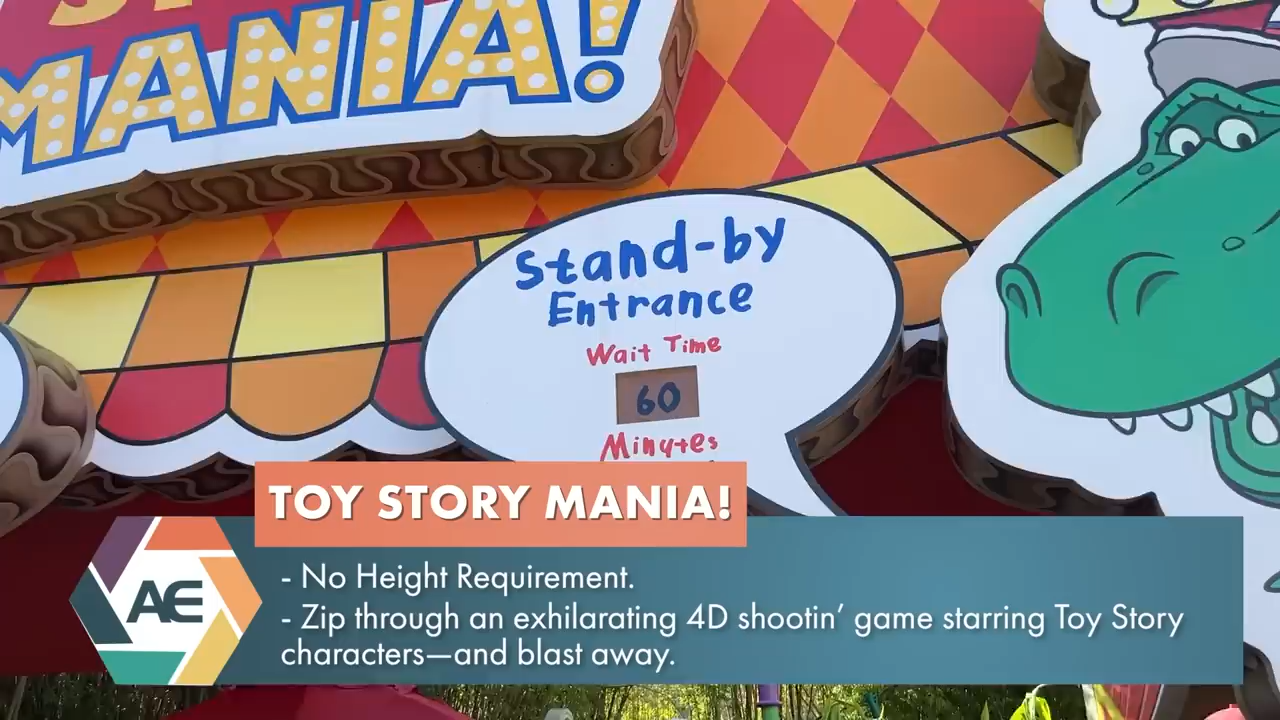 MANIA!
Stand-by
Entrance
Wait Time
60
Minutes
TOY STORY MANIA!
AE
- No Height Requirement.
- Zip through an exhilarating 4D shootin’ game starring Toy Story
characters—and blast away.